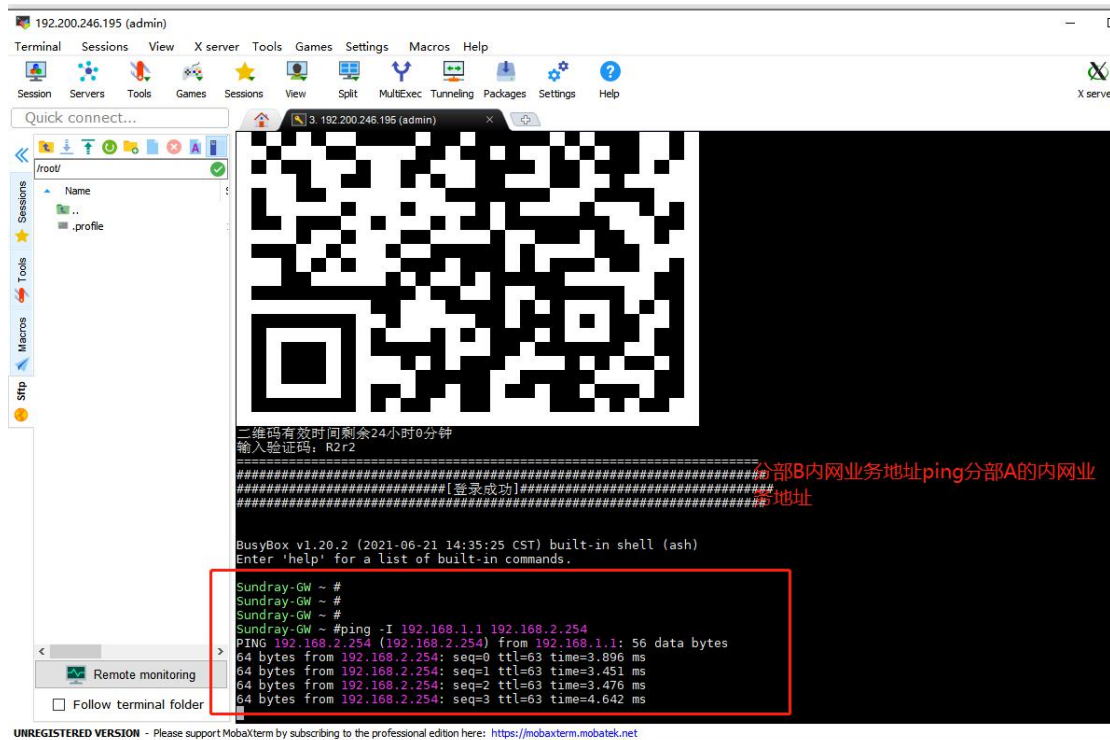 192.200.246.195 (admin)
Terminal Sessions View X server Tools Games Settings Macros Help
Session Servers Tools Games Sessions View Split MultiExec Tunneling Packages Settings Help
X serve
Quick connect...
3. 192.200.246.195 (admin)
/root/
Name
..
.profile
Sessions
Tools
Macros
Sftp
二维码有效时间剩余24小时0分钟
输入验证码：R2r2
分部B内网业务地址ping分部A的内网业
务地址
[登录成功]
BusyBox v1.20.2 (2021-06-21 14:35:25 CST) built-in shell (ash)
Enter 'help' for a list of built-in commands.
Sundray-GW ~ #
Sundray-GW ~ #
Sundray-GW ~ #
Sundray-GW ~ #ping -I 192.168.1.1 192.168.2.254
PING 192.168.2.254 (192.168.2.254) from 192.168.1.1: 56 data bytes
64 bytes from 192.168.2.254: seq=0 ttl=63 time=3.896 ms
64 bytes from 192.168.2.254: seq=1 ttl=63 time=3.451 ms
64 bytes from 192.168.2.254: seq=2 ttl=63 time=3.476 ms
64 bytes from 192.168.2.254: seq=3 ttl=63 time=4.642 ms
Remote monitoring
Follow terminal folder
UNREGISTERED VERSION - Please support MobaXterm by subscribing to the professional edition here: https://mobaxterm.mobatek.net